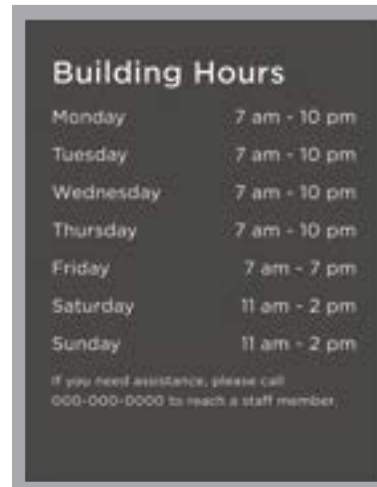 Building Hours
Monday 7 am - 10 pm
Tuesday 7 am - 10 pm
Wednesday 7 am - 10 pm
Thursday 7 am - 10 pm
Friday 7 am - 7 pm
Saturday 11 am - 2 pm
Sunday 11 am - 2 pm
If you need assistance, please call
000-000-0000 to reach a staff member.